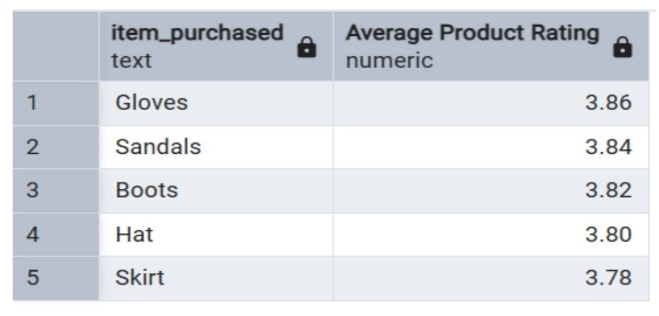 item_purchased Average Product Rating
text numeric
1 Gloves 3.86
2 Sandals 3.84
3 Boots 3.82
4 Hat 3.80
5 Skirt 3.78